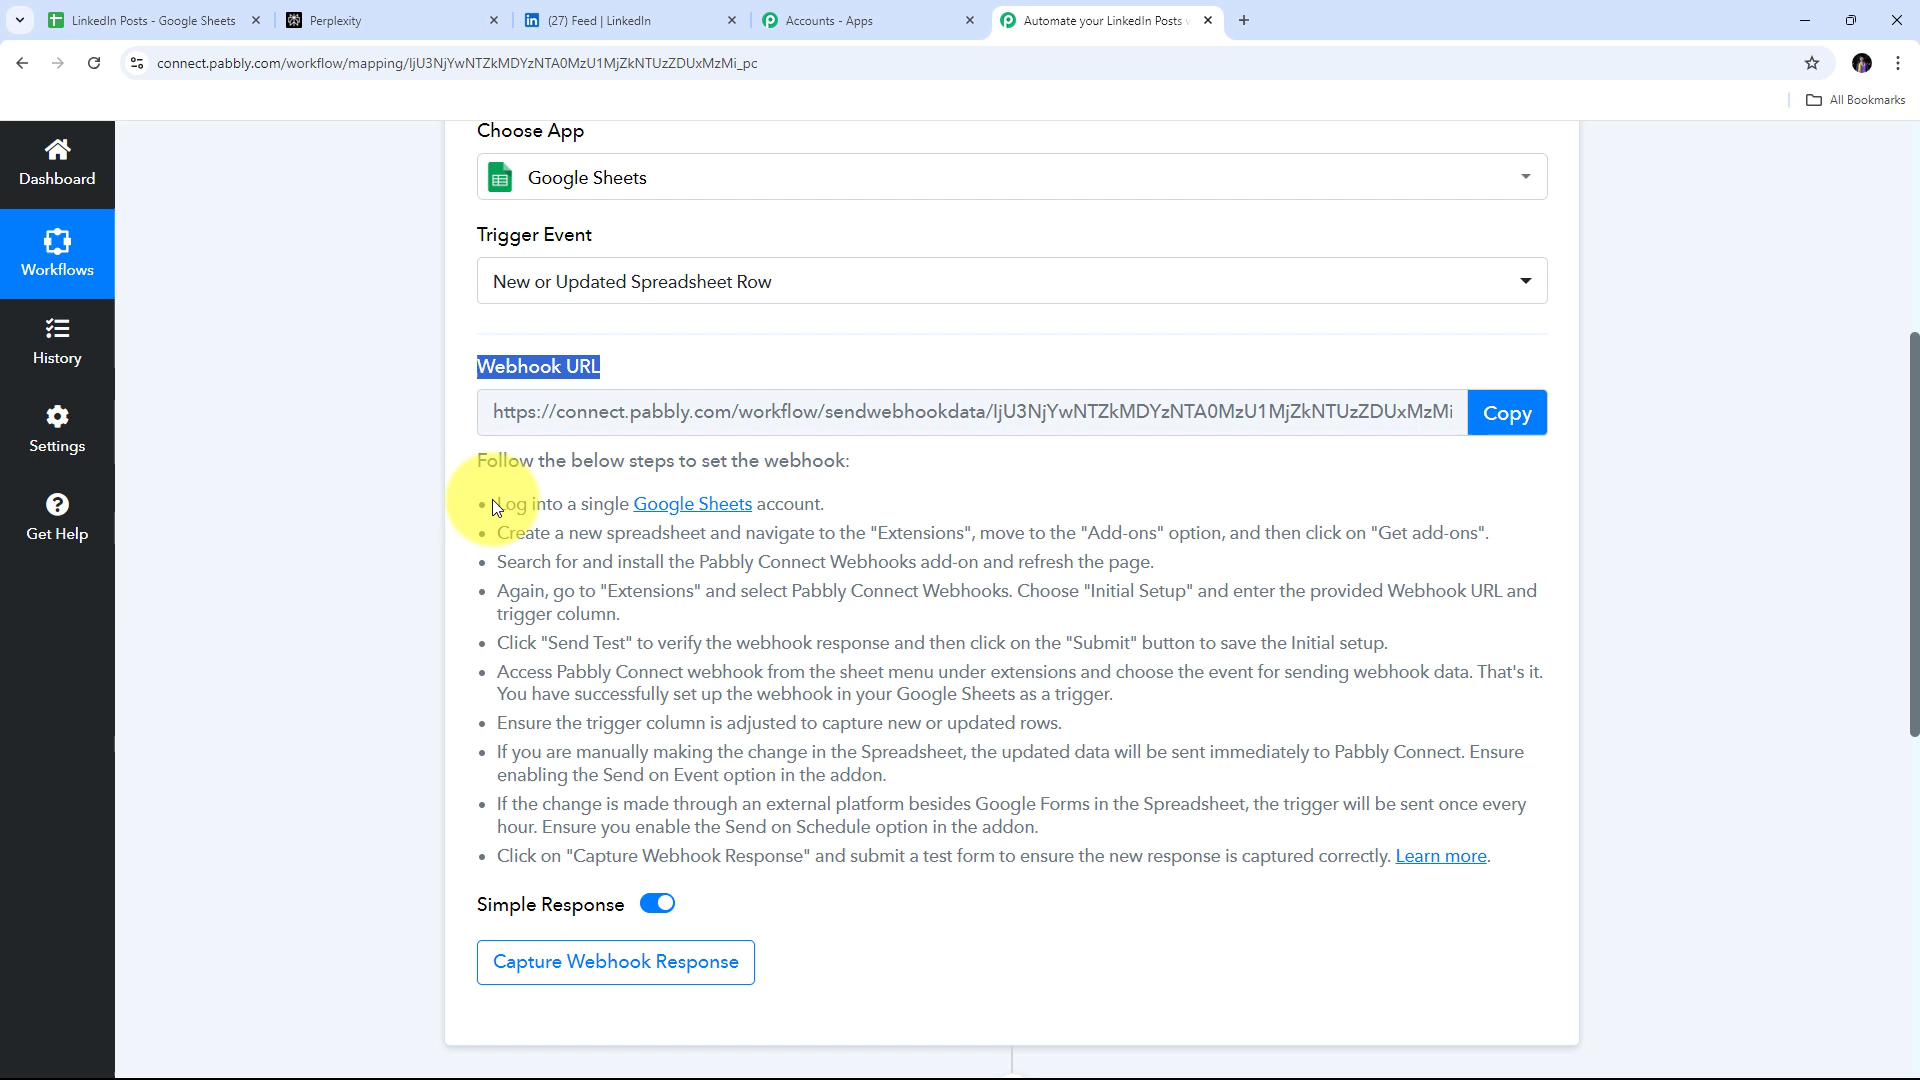 LinkedIn Posts - Google Sheets
Perplexity
(27) Feed | LinkedIn
Accounts - Apps
Automate your LinkedIn Posts
connect.pabbly.com/workflow/mapping/IjU3NjYwNTZkMDYzNTA0MzU1MjZkNTUzZDUxMzMi_pc
All Bookmarks
Dashboard
Workflows
History
Settings
Get Help
Choose App
Google Sheets
Trigger Event
New or Updated Spreadsheet Row
Webhook URL
https://connect.pabbly.com/workflow/sendwebhookdata/IjU3NjYwNTZkMDYzNTA0MzU1MjZkNTUzZDUxMzMi
Copy
Follow the below steps to set the webhook:
• Log into a single Google Sheets account.
• Create a new spreadsheet and navigate to the "Extensions", move to the "Add-ons" option, and then click on "Get add-ons".
• Search for and install the Pabbly Connect Webhooks add-on and refresh the page.
• Again, go to "Extensions" and select Pabbly Connect Webhooks. Choose "Initial Setup" and enter the provided Webhook URL and
trigger column.
• Click "Send Test" to verify the webhook response and then click on the "Submit" button to save the Initial setup.
• Access Pabbly Connect webhook from the sheet menu under extensions and choose the event for sending webhook data. That's it.
You have successfully set up the webhook in your Google Sheets as a trigger.
• Ensure the trigger column is adjusted to capture new or updated rows.
• If you are manually making the change in the Spreadsheet, the updated data will be sent immediately to Pabbly Connect. Ensure
enabling the Send on Event option in the addon.
• If the change is made through an external platform besides Google Forms in the Spreadsheet, the trigger will be sent once every
hour. Ensure you enable the Send on Schedule option in the addon.
• Click on "Capture Webhook Response" and submit a test form to ensure the new response is captured correctly. Learn more.
Simple Response
Capture Webhook Response